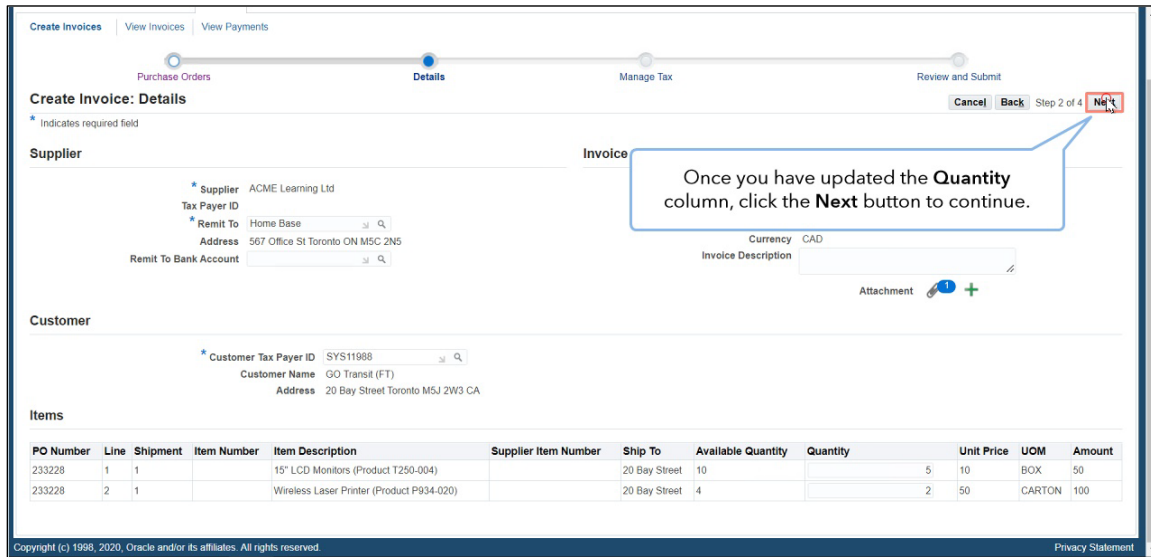 Create Invoices View Invoices View Payments
Purchase Orders Details Manage Tax Review and Submit
Create Invoice: Details Cancel Back Step 2 of 4 Next
* Indicates required field
Supplier Invoice
* Supplier ACME Learning Ltd
Tax Payer ID
* Remit To Home Base
Address 567 Office St Toronto ON M5C 2N5
Remit To Bank Account
Once you have updated the Quantity
column, click the Next button to continue.
Currency CAD
Invoice Description
Attachment 1
Customer
* Customer Tax Payer ID SYS11988
Customer Name GO Transit (FT)
Address 20 Bay Street Toronto M5J 2W3 CA
Items
PO Number Line Shipment Item Number Item Description Supplier Item Number Ship To Available Quantity Quantity Unit Price UOM Amount
233228 1 1 15" LCD Monitors (Product T250-004) 20 Bay Street 10 5 10 BOX 50
233228 2 1 Wireless Laser Printer (Product P934-020) 20 Bay Street 4 2 50 CARTON 100
Copyright (c) 1998, 2020, Oracle and/or its affiliates. All rights reserved. Privacy Statement